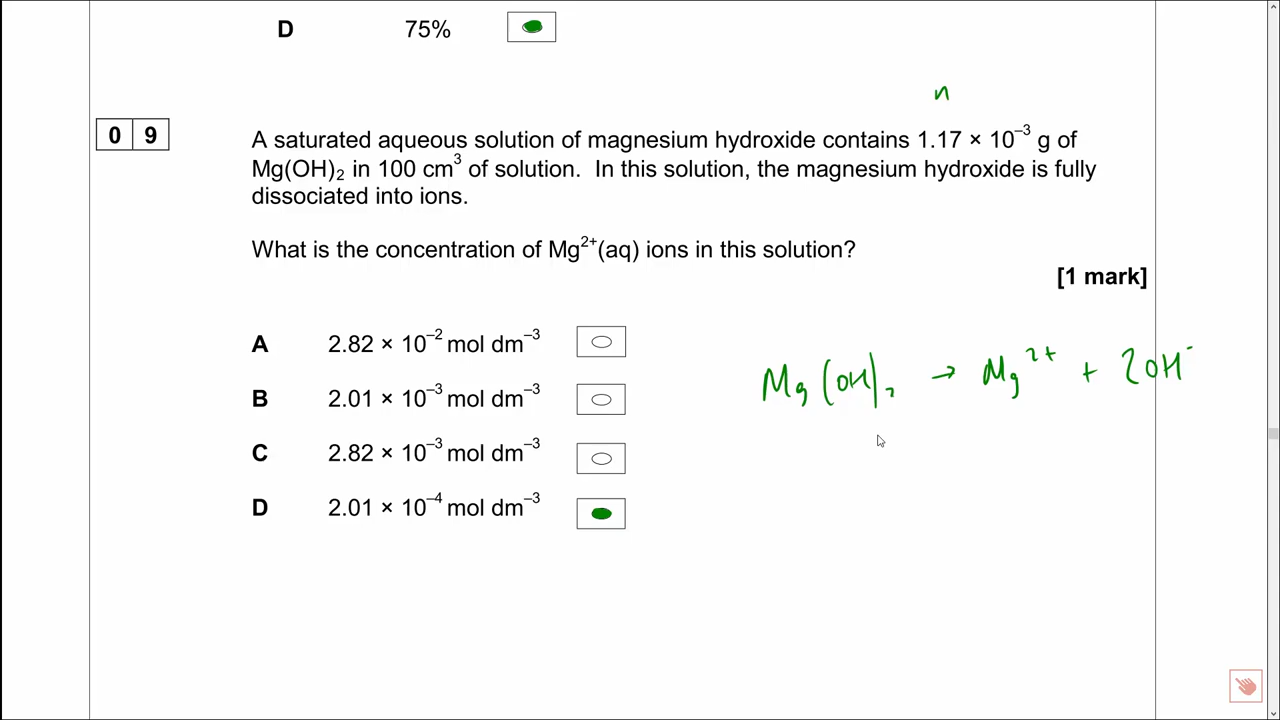 D 75%
n
0 9 A saturated aqueous solution of magnesium hydroxide contains 1.17 × 10⁻³ g of
Mg(OH)₂ in 100 cm³ of solution. In this solution, the magnesium hydroxide is fully
dissociated into ions.
What is the concentration of Mg²⁺(aq) ions in this solution?
[1 mark]
A 2.82 × 10⁻² mol dm⁻³
B 2.01 × 10⁻³ mol dm⁻³
C 2.82 × 10⁻³ mol dm⁻³
D 2.01 × 10⁻⁴ mol dm⁻³
Mg(OH)₂ → Mg²⁺ + 2OH⁻